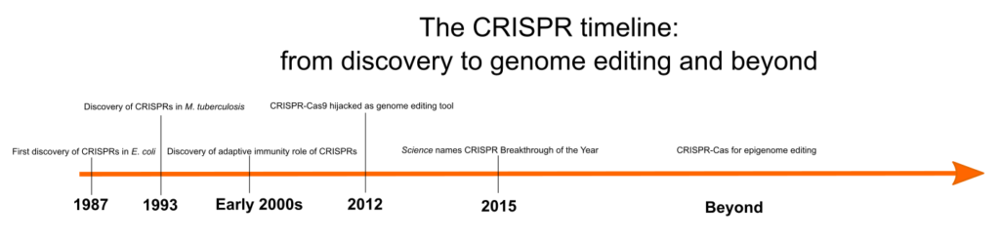 The CRISPR timeline:
from discovery to genome editing and beyond
Discovery of CRISPRs in M. tuberculosis
CRISPR-Cas9 hijacked as genome editing tool
First discovery of CRISPRs in E. coli
Discovery of adaptive immunity role of CRISPRs
Science names CRISPR Breakthrough of the Year
CRISPR-Cas for epigenome editing
1987
1993
Early 2000s
2012
2015
Beyond